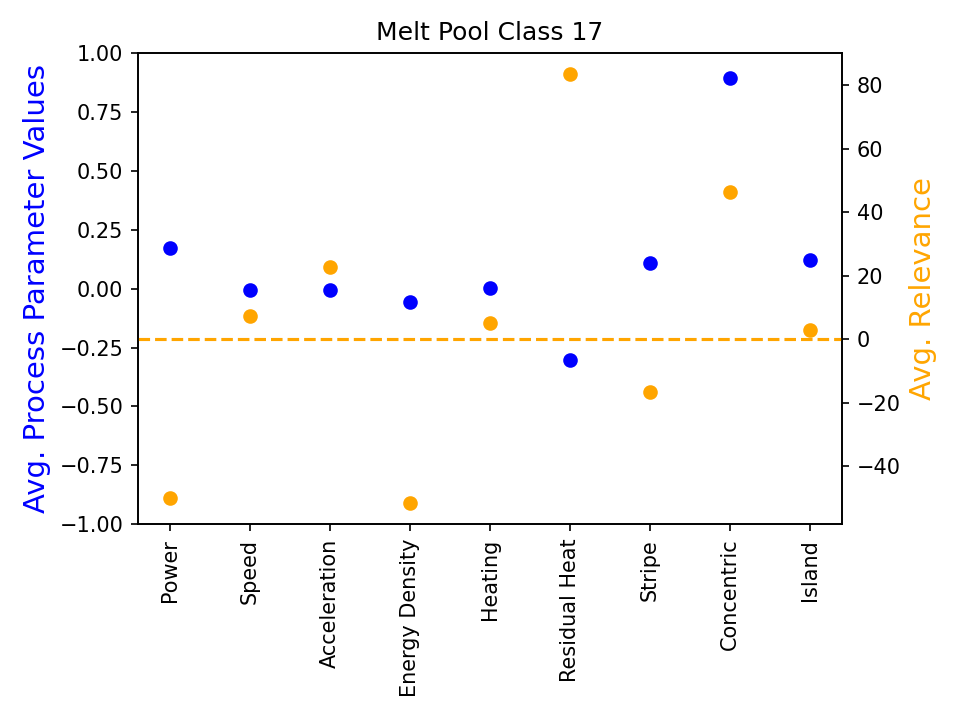 Melt Pool Class 17
Avg. Process Parameter Values
1.00
0.75
0.50
0.25
0.00
−0.25
−0.50
−0.75
−1.00
80
60
40
20
0
−20
−40
Avg. Relevance
Power
Speed
Acceleration
Energy Density
Heating
Residual Heat
Stripe
Concentric
Island